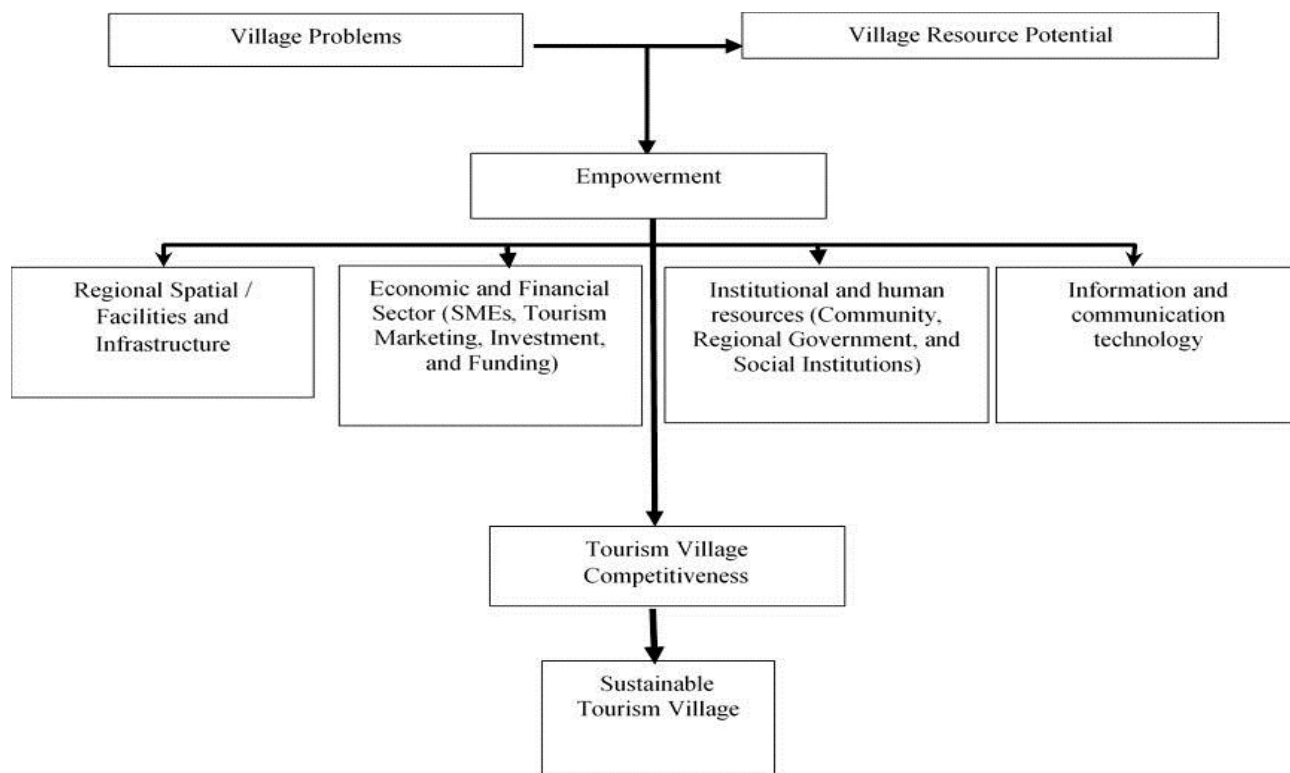 Village Problems
Village Resource Potential
Empowerment
Regional Spatial /
Facilities and
Infrastructure
Economic and Financial
Sector (SMEs, Tourism
Marketing, Investment,
and Funding)
Institutional and human
resources (Community,
Regional Government, and
Social Institutions)
Information and
communication
technology
Tourism Village
Competitiveness
Sustainable
Tourism Village